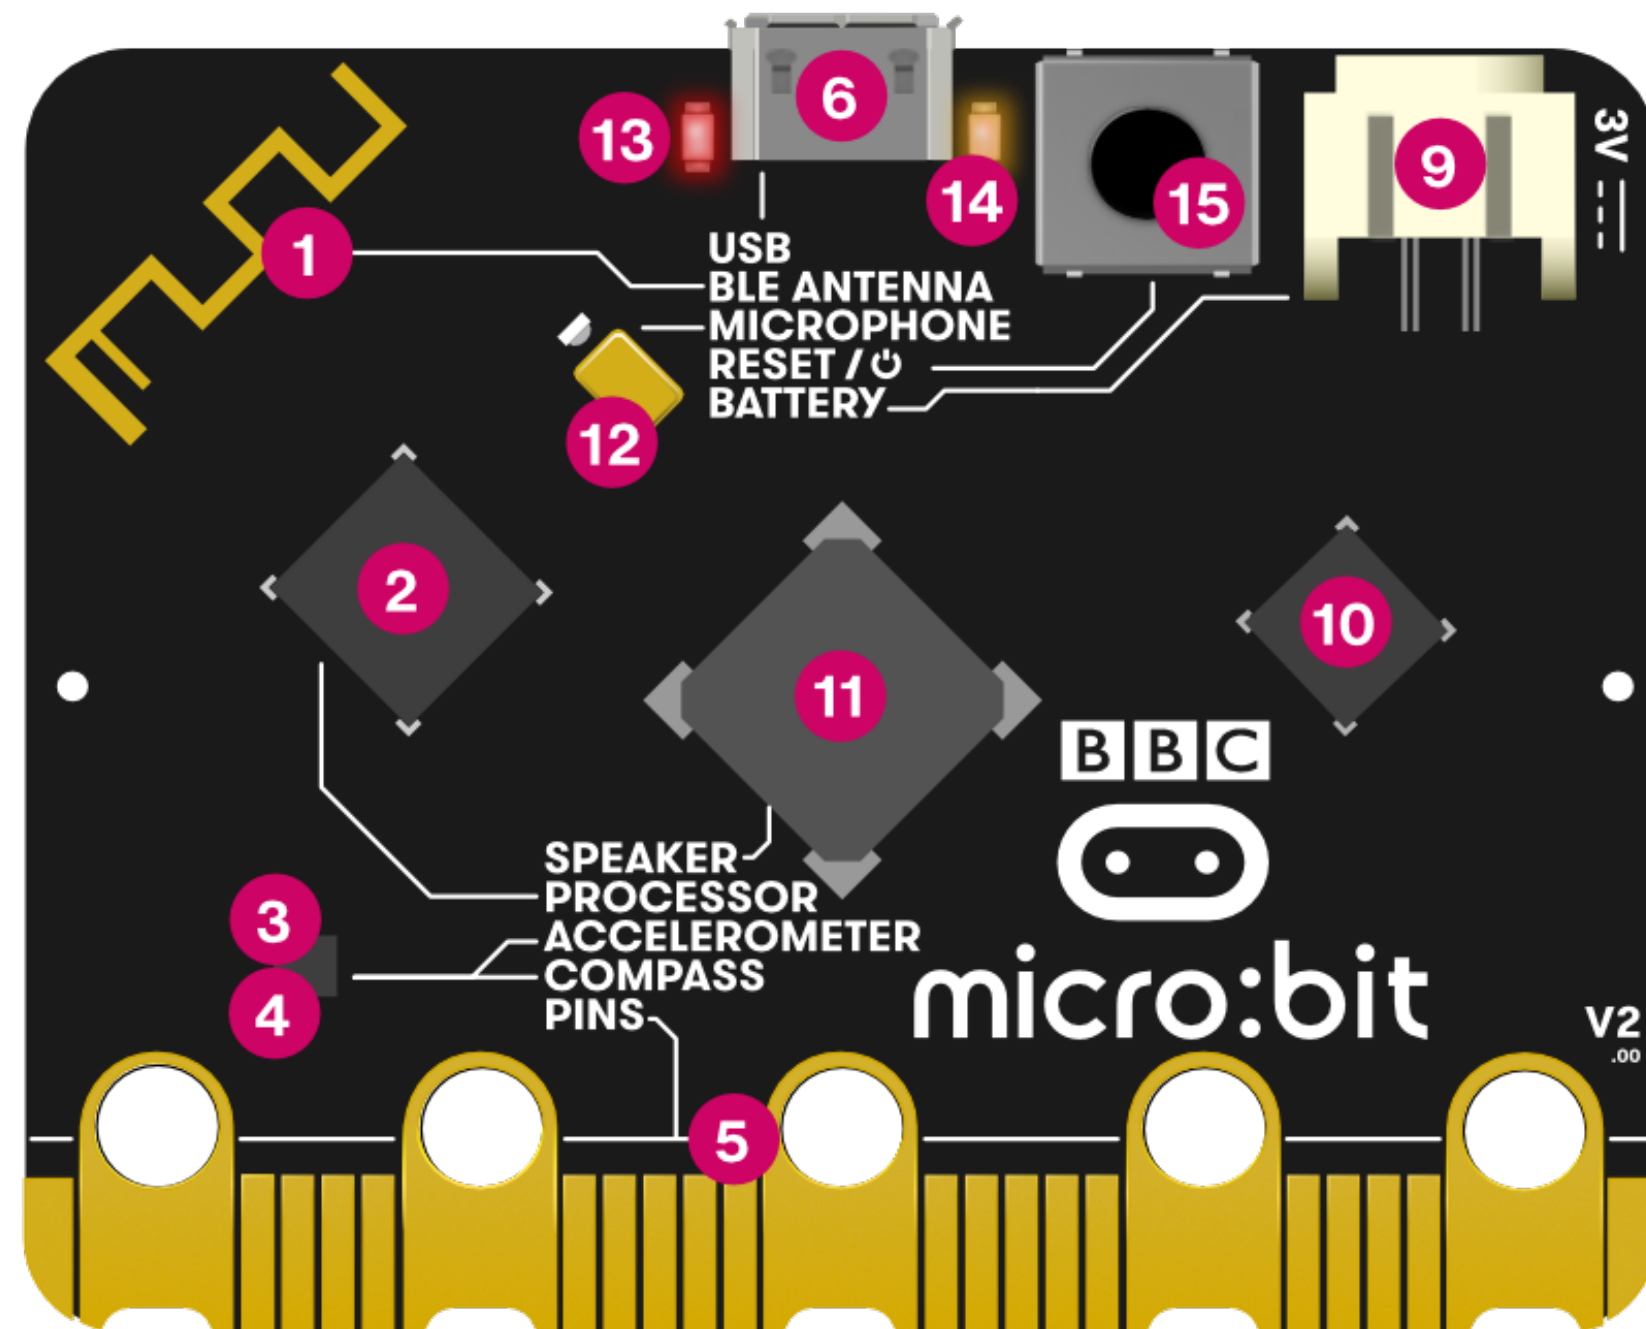 6
13
14
15
9
3V
1
USB
BLE ANTENNA
MICROPHONE
RESET /
BATTERY
12
2
11
10
BBC
SPEAKER
PROCESSOR
3
ACCELEROMETER
COMPASS
4
PINS
micro:bit
V2
.00
5